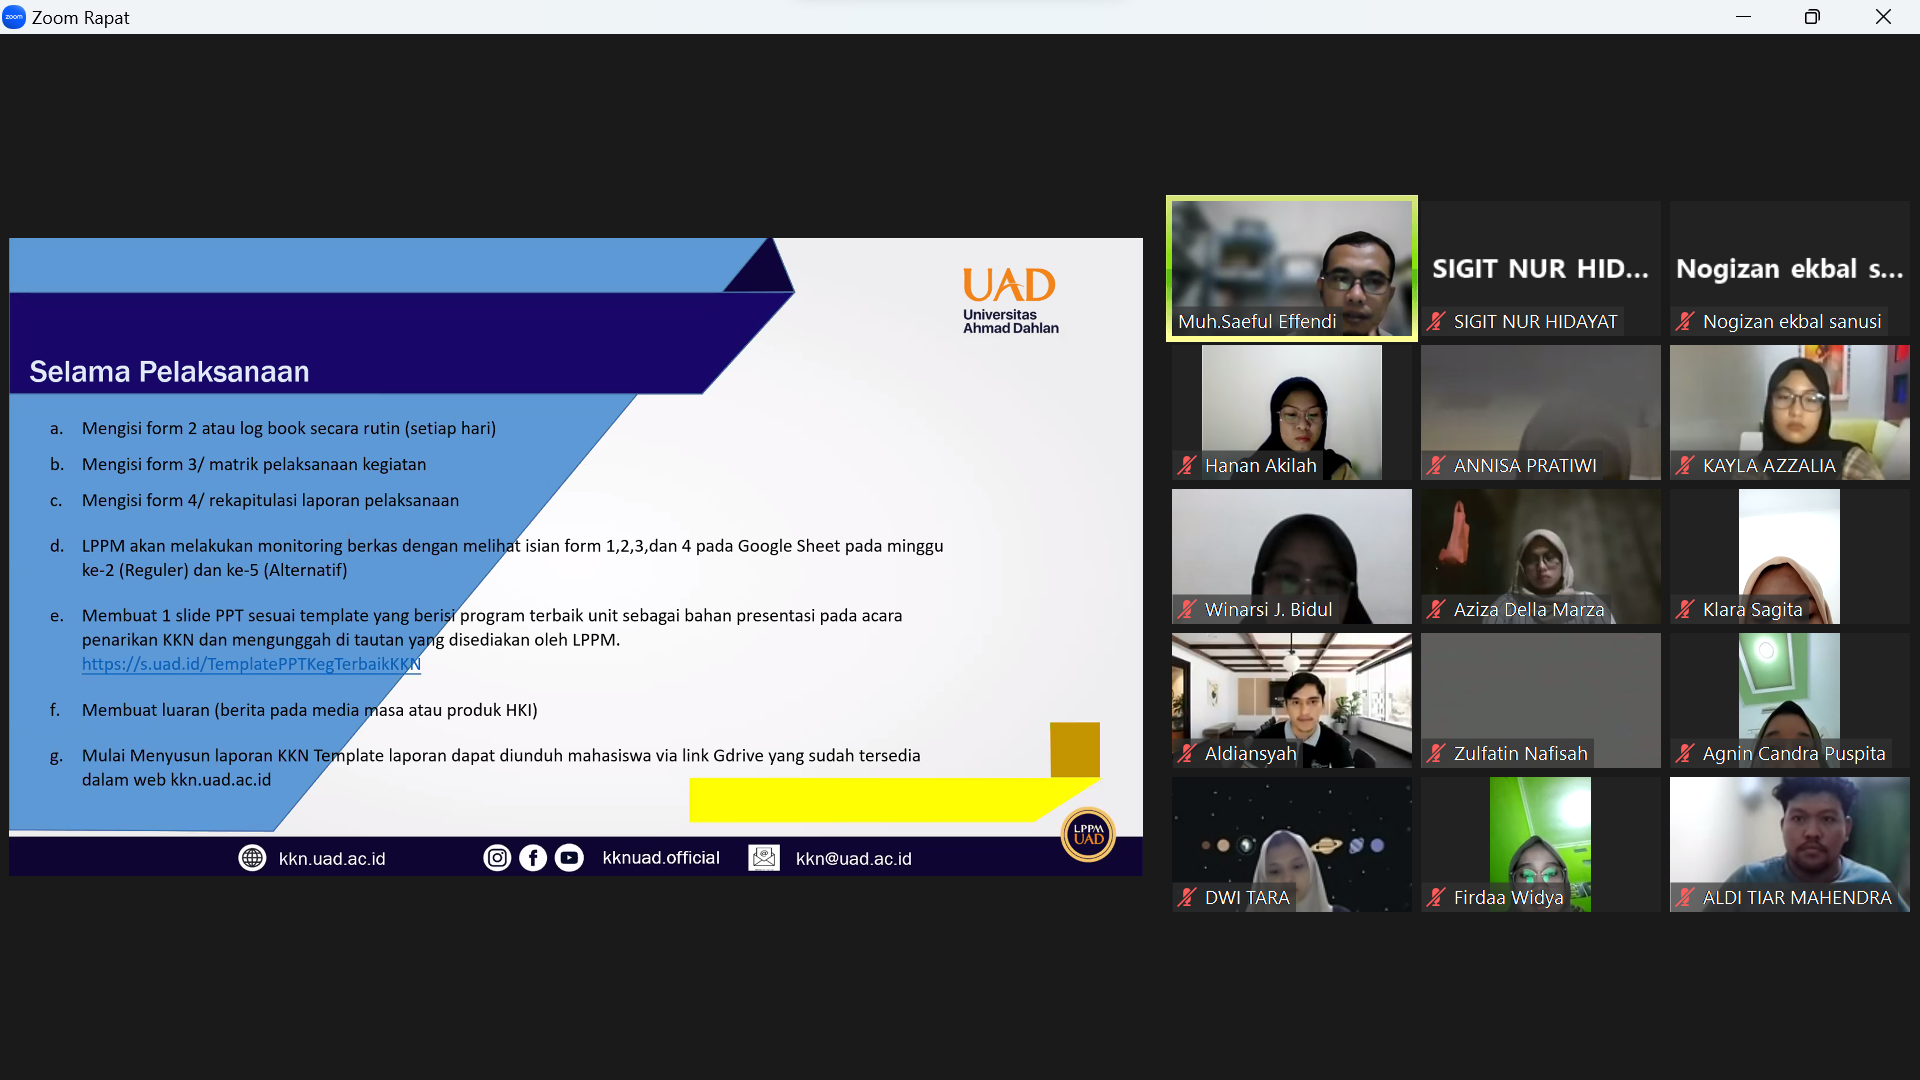 zoom
Zoom Rapat
UAD
Universitas
Ahmad Dahlan
Selama Pelaksanaan
a. Mengisi form 2 atau log book secara rutin (setiap hari)
b. Mengisi form 3/ matrik pelaksanaan kegiatan
c. Mengisi form 4/ rekapitulasi laporan pelaksanaan
d. LPPM akan melakukan monitoring berkas dengan melihat isian form 1,2,3,dan 4 pada Google Sheet pada minggu
ke-2 (Reguler) dan ke-5 (Alternatif)
e. Membuat 1 slide PPT sesuai template yang berisi program terbaik unit sebagai bahan presentasi pada acara
penarikan KKN dan mengunggah di tautan yang disediakan oleh LPPM.
https://s.uad.id/TemplatePPTKegTerbaikKKN
f. Membuat luaran (berita pada media masa atau produk HKI)
g. Mulai Menyusun laporan KKN Template laporan dapat diunduh mahasiswa via link Gdrive yang sudah tersedia
dalam web kkn.uad.ac.id
LPPM
UAD
kkn.uad.ac.id
kknuad.official
kkn@uad.ac.id
Muh.Saeful Effendi
SIGIT NUR HID...
SIGIT NUR HIDAYAT
Nogizan ekbal s...
Nogizan ekbal sanusi
Hanan Akilah
ANNISA PRATIWI
KAYLA AZZALIA
Winarsi J. Bidul
Aziza Della Marza
Klara Sagita
Aldiansyah
Zulfatin Nafisah
Agnin Candra Puspita
DWI TARA
Firdaa Widya
ALDI TIAR MAHENDRA